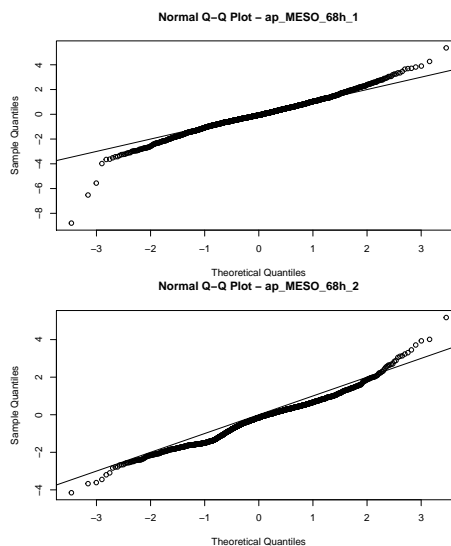 Normal Q−Q Plot − ap_MESO_68h_1
4
2
0
−2
−4
−6
−8
Sample Quantiles
−3 −2 −1 0 1 2 3
Theoretical Quantiles
Normal Q−Q Plot − ap_MESO_68h_2
4
2
0
−2
−4
Sample Quantiles
−3 −2 −1 0 1 2 3
Theoretical Quantiles